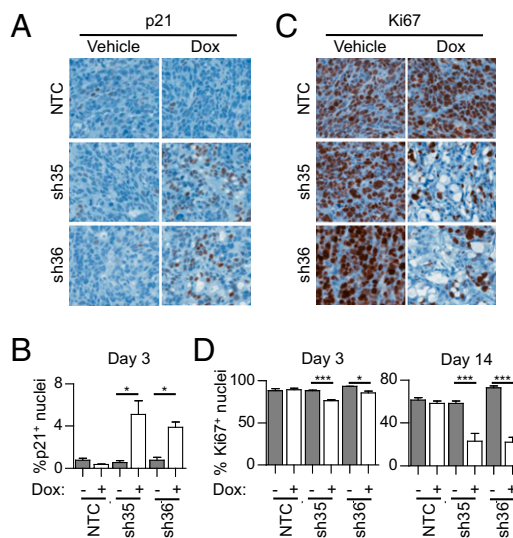 A
p21
Vehicle Dox
NTC
sh35
sh36
C
Ki67
Vehicle Dox
NTC
sh35
sh36
B
Day 3
%p21⁺ nuclei
8
4
0
* *
Dox: - + - + - +
NTC sh35 sh36
D
Day 3
% Ki67⁺ nuclei
100
50
0
*** *
Dox: - + - + - +
NTC sh35 sh36
Day 14
80
40
0
*** ***
- + - + - +
NTC sh35 sh36